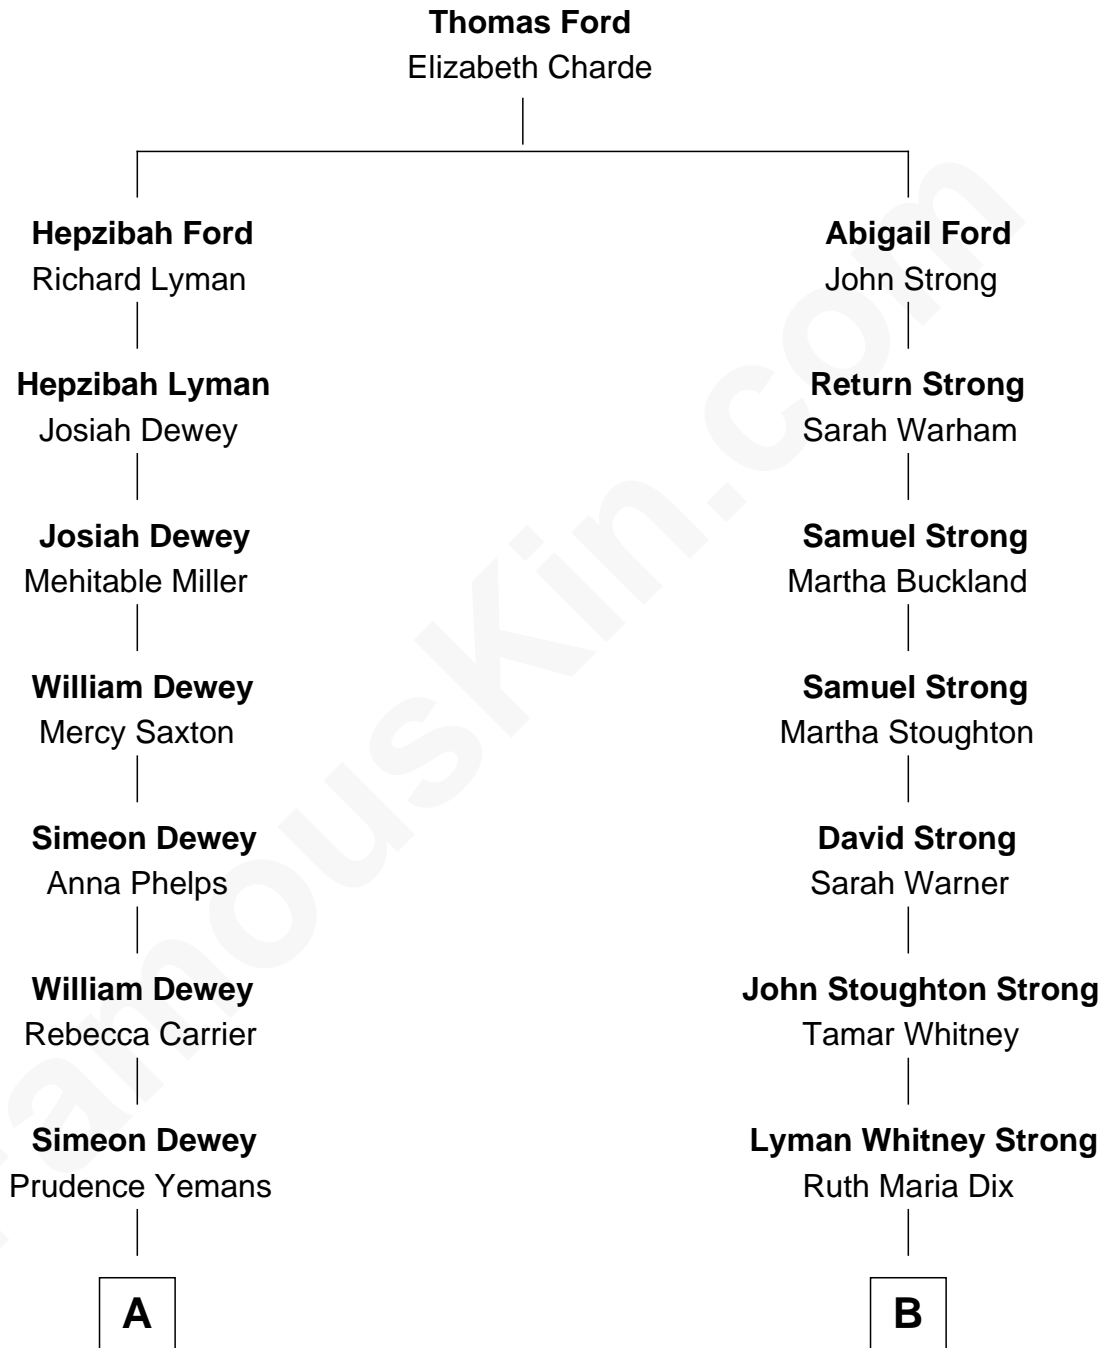 Thomas Ford
Elizabeth Charde
Hepzibah Ford
Richard Lyman
Hepzibah Lyman
Josiah Dewey
Josiah Dewey
Mehitable Miller
William Dewey
Mercy Saxton
Simeon Dewey
Anna Phelps
William Dewey
Rebecca Carrier
Simeon Dewey
Prudence Yemans
A
Abigail Ford
John Strong
Return Strong
Sarah Warham
Samuel Strong
Martha Buckland
Samuel Strong
Martha Stoughton
David Strong
Sarah Warner
John Stoughton Strong
Tamar Whitney
Lyman Whitney Strong
Ruth Maria Dix
B
FamousKin.com